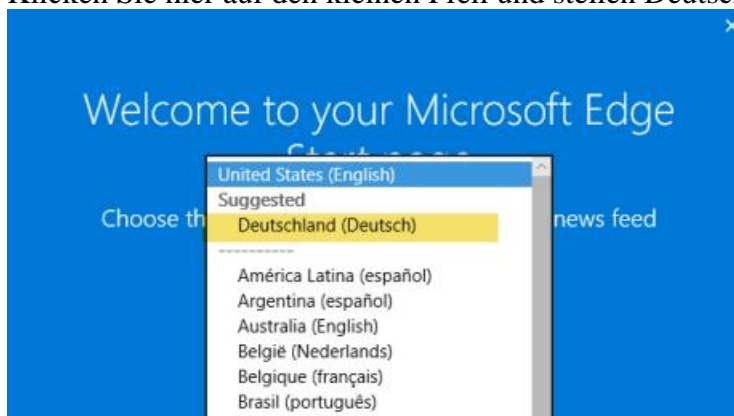 Klicken Sie hier auf den kleinen Pfeil und stellen Deutsc
Welcome to your Microsoft Edge
Start page
United States (English)
Suggested
Choose th
Deutschland (Deutsch)
news feed
----------
América Latina (español)
Argentina (español)
Australia (English)
België (Nederlands)
Belgique (français)
Brasil (português)